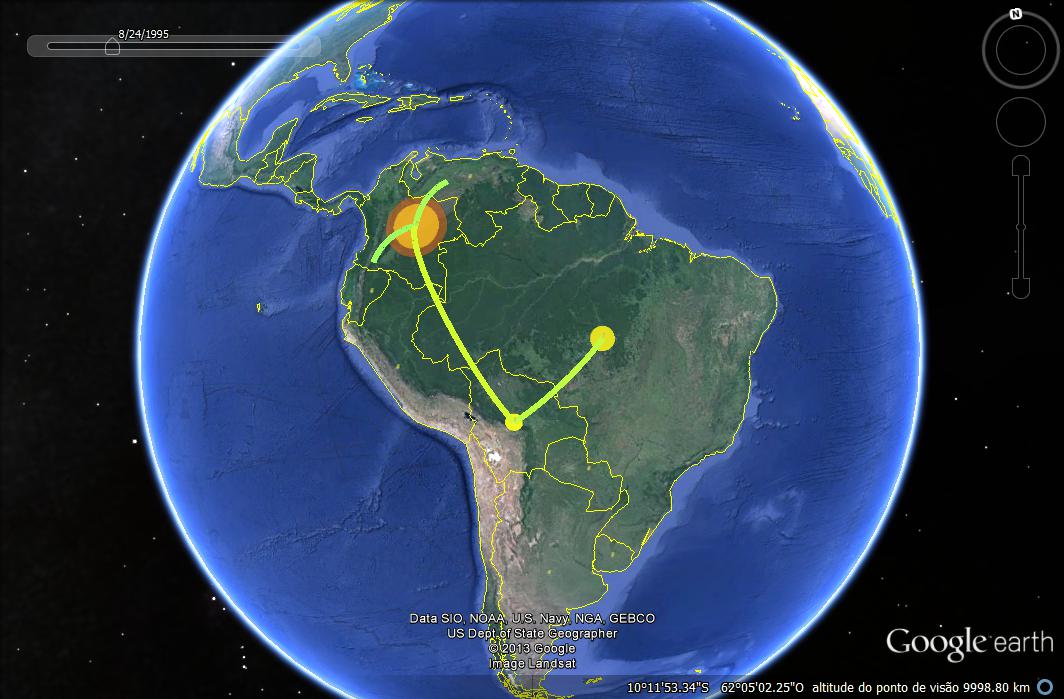 8/24/1995
N
Data SIO, NOAA, U.S. Navy, NGA, GEBCO
US Dept of State Geographer
© 2013 Google
Image Landsat
Google earth
10°11'53.34"S 62°05'02.25"O altitude do ponto de visão 9998.80 km